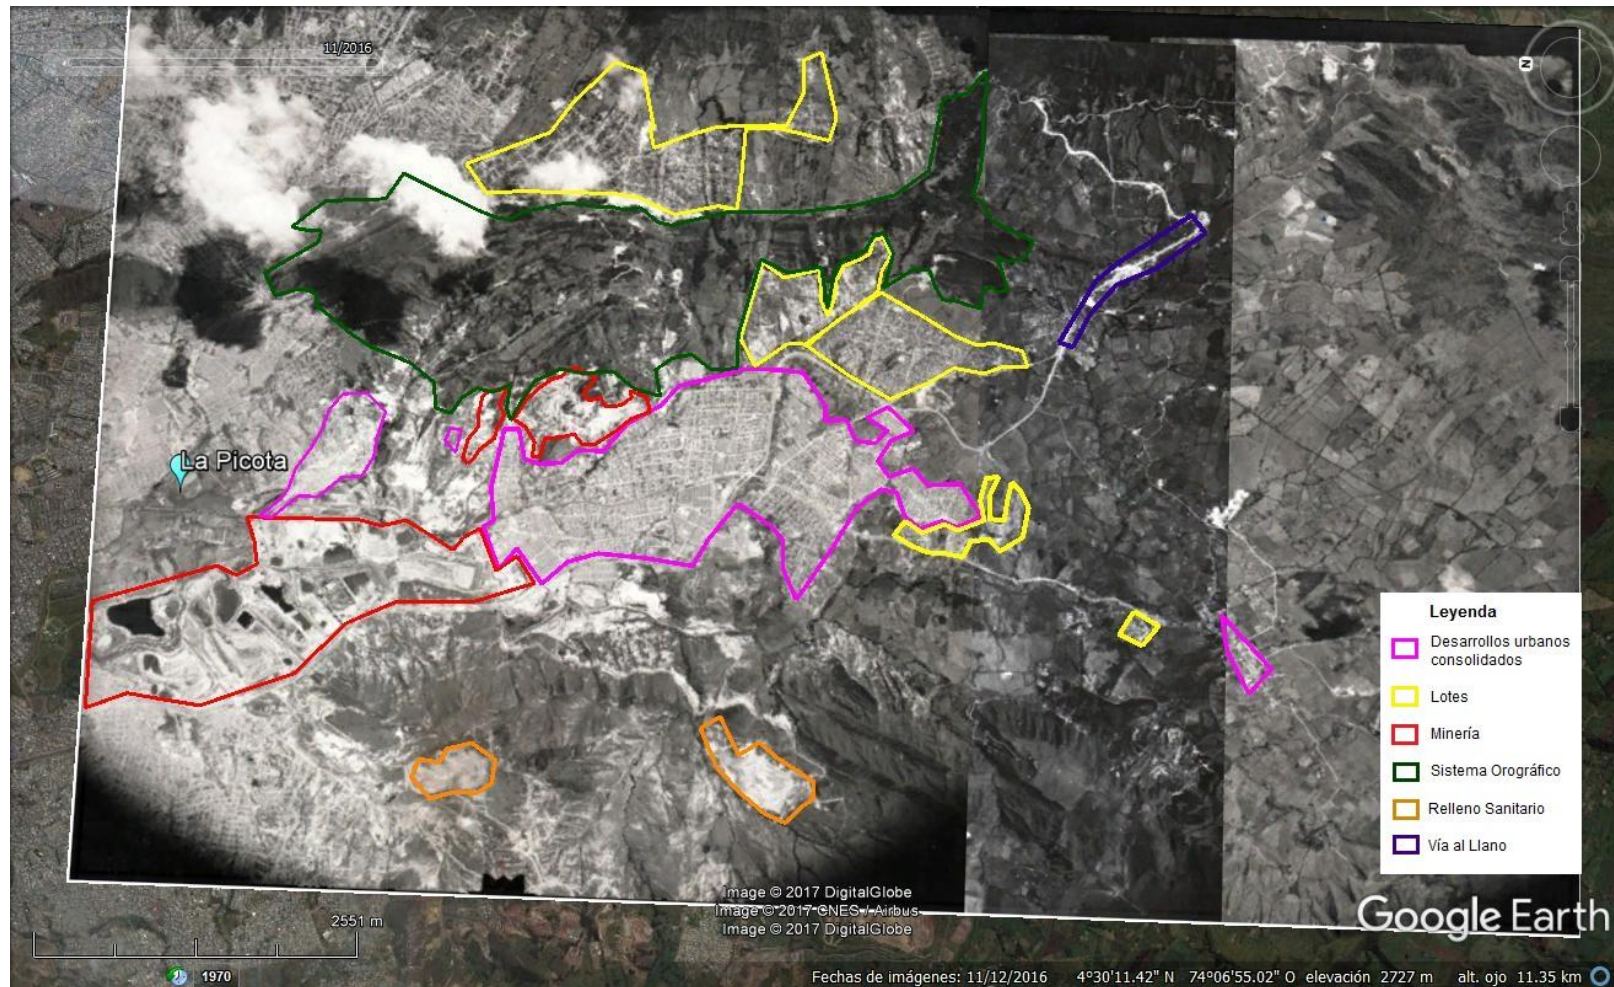 11/2016
N
La Picota
Leyenda
Desarrollos urbanos
consolidados
Lotes
Minería
Sistema Orográfico
Relleno Sanitario
Vía al Llano
Image © 2017 DigitalGlobe
Image © 2017 CNES / Airbus
Image © 2017 DigitalGlobe
Google Earth
2551 m
1970
Fechas de imágenes: 11/12/2016 4°30'11.42" N 74°06'55.02" O elevación 2727 m alt. ojo 11.35 km